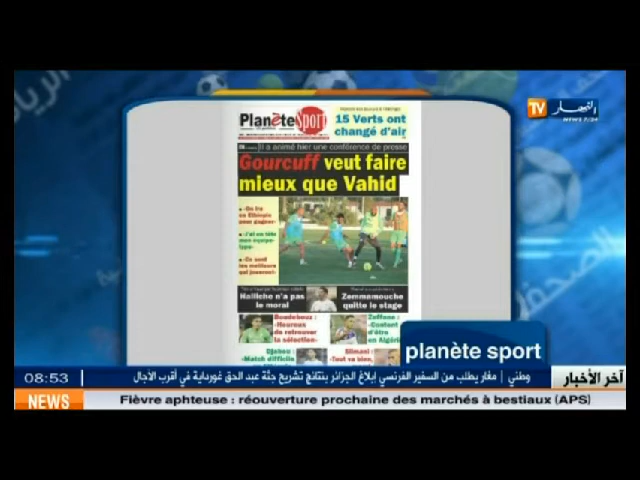 النهار TV
NEWS 7/24
Planète Sport
15 Verts ont
changé d'air
Il a animé hier une conférence de presse
Gourcuff veut faire
mieux que Vahid
«On ira
en Ethiopie
pour gagner»
«J'ai en tête
mon équipe-
type»
«Ce sont
les meilleurs
qui joueront»
Halliche n'a pas
le moral
Zemmamouche
quitte le stage
Boudebouz :
«Heureux
de retrouver
la sélection»
Zeffane :
«Content
d'être
en Algérie
Djabou :
«Match difficile
Slimani :
«Tout va bien,
planète sport
08:53
وطني | مقار يطلب من السفير الفرنسي إبلاغ الجزائر بنتائج تشريح جثة عبد الحق غورداية في أقرب الآجال
آخر الأخبار
NEWS
Fièvre aphteuse : réouverture prochaine des marchés à bestiaux (APS)